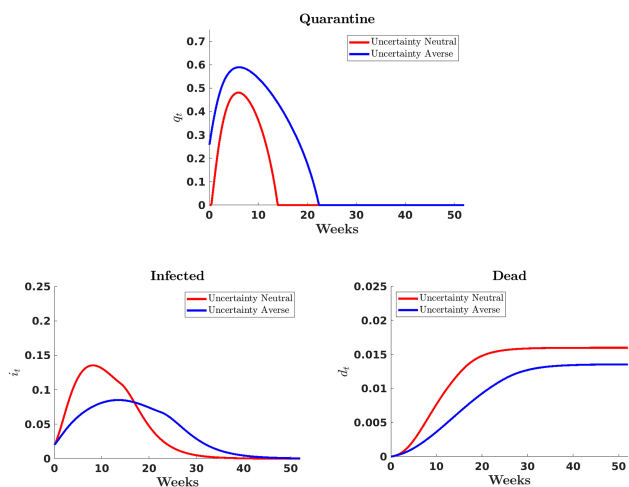 Quarantine
0.7
0.6
0.5
0.4
0.3
0.2
0.1
0
q_t
Uncertainty Neutral
Uncertainty Averse
0 10 20 30 40 50
Weeks
Infected
0.25
0.2
0.15
0.1
0.05
0
i_t
Uncertainty Neutral
Uncertainty Averse
0 10 20 30 40 50
Weeks
Dead
0.025
0.02
0.015
0.01
0.005
0
d_t
Uncertainty Neutral
Uncertainty Averse
0 10 20 30 40 50
Weeks